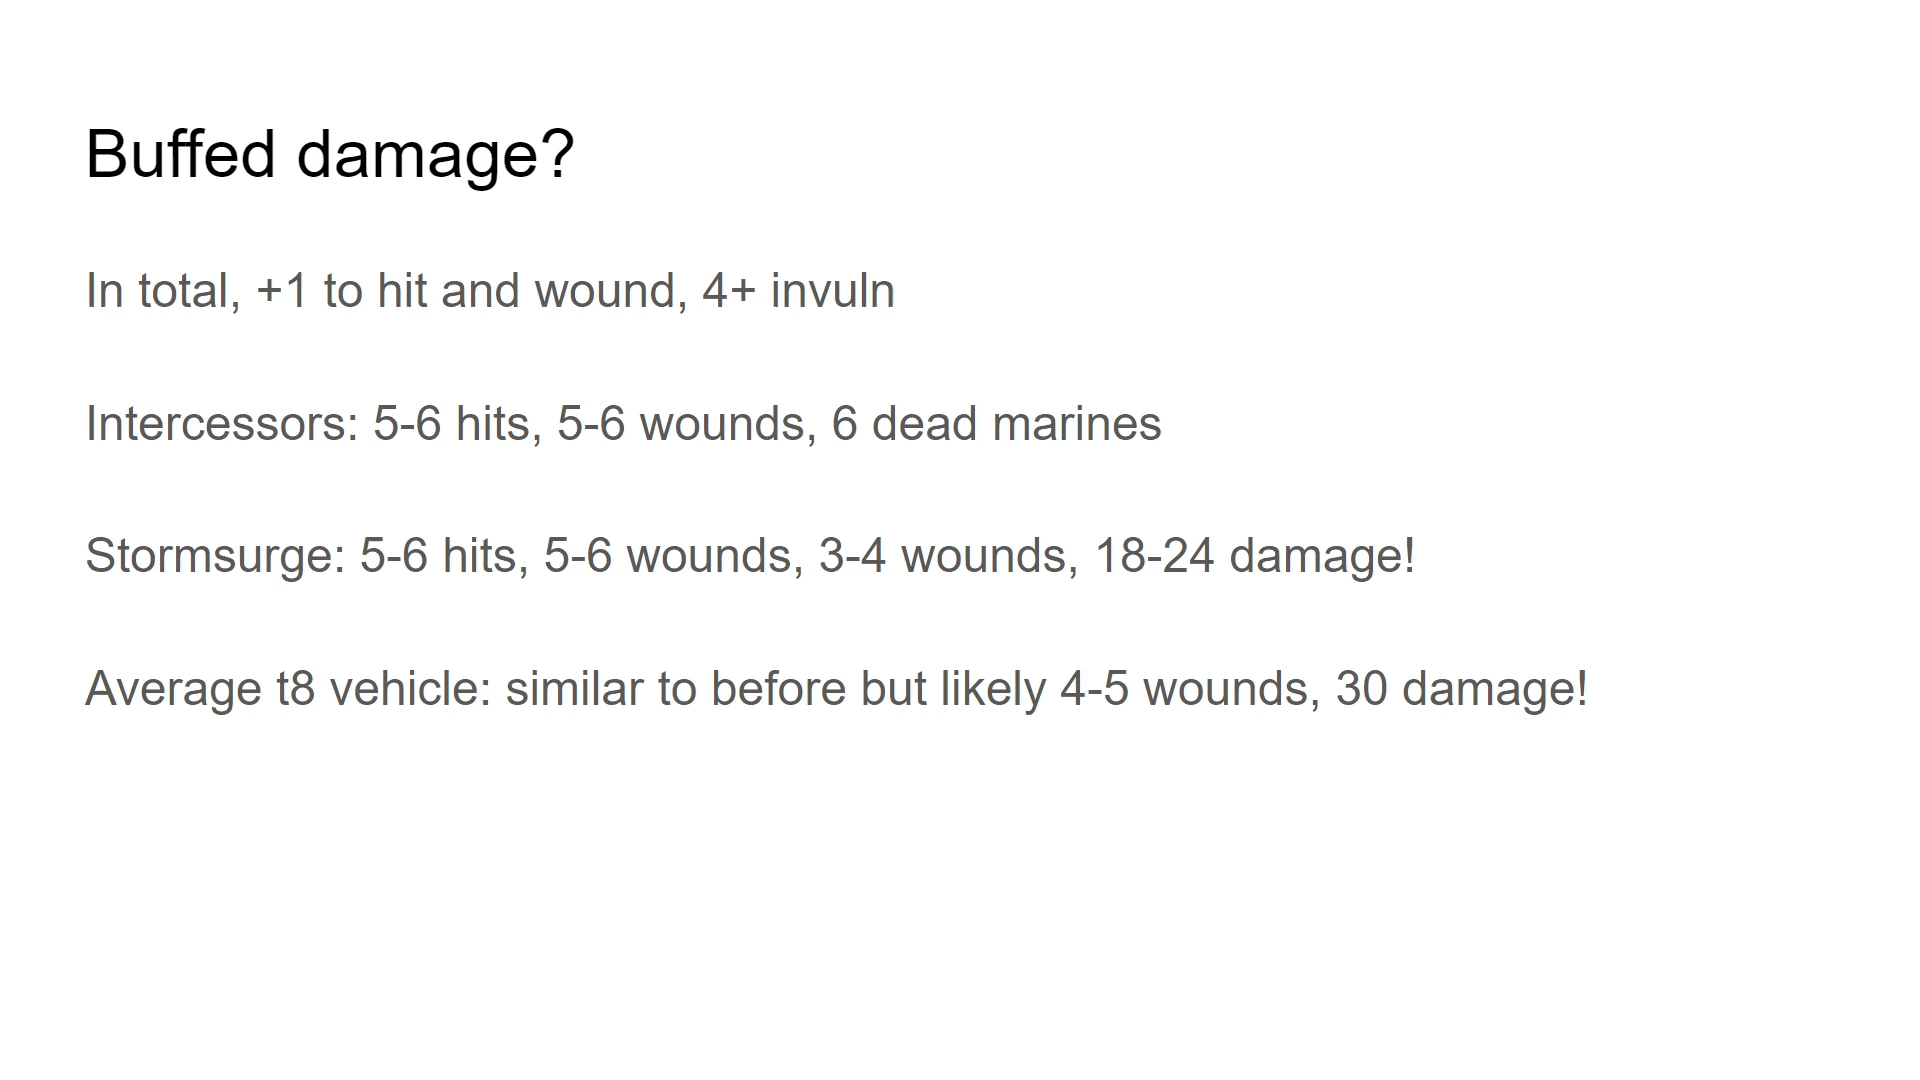 Buffed damage?
In total, +1 to hit and wound, 4+ invuln
Intercessors: 5-6 hits, 5-6 wounds, 6 dead marines
Stormsurge: 5-6 hits, 5-6 wounds, 3-4 wounds, 18-24 damage!
Average t8 vehicle: similar to before but likely 4-5 wounds, 30 damage!